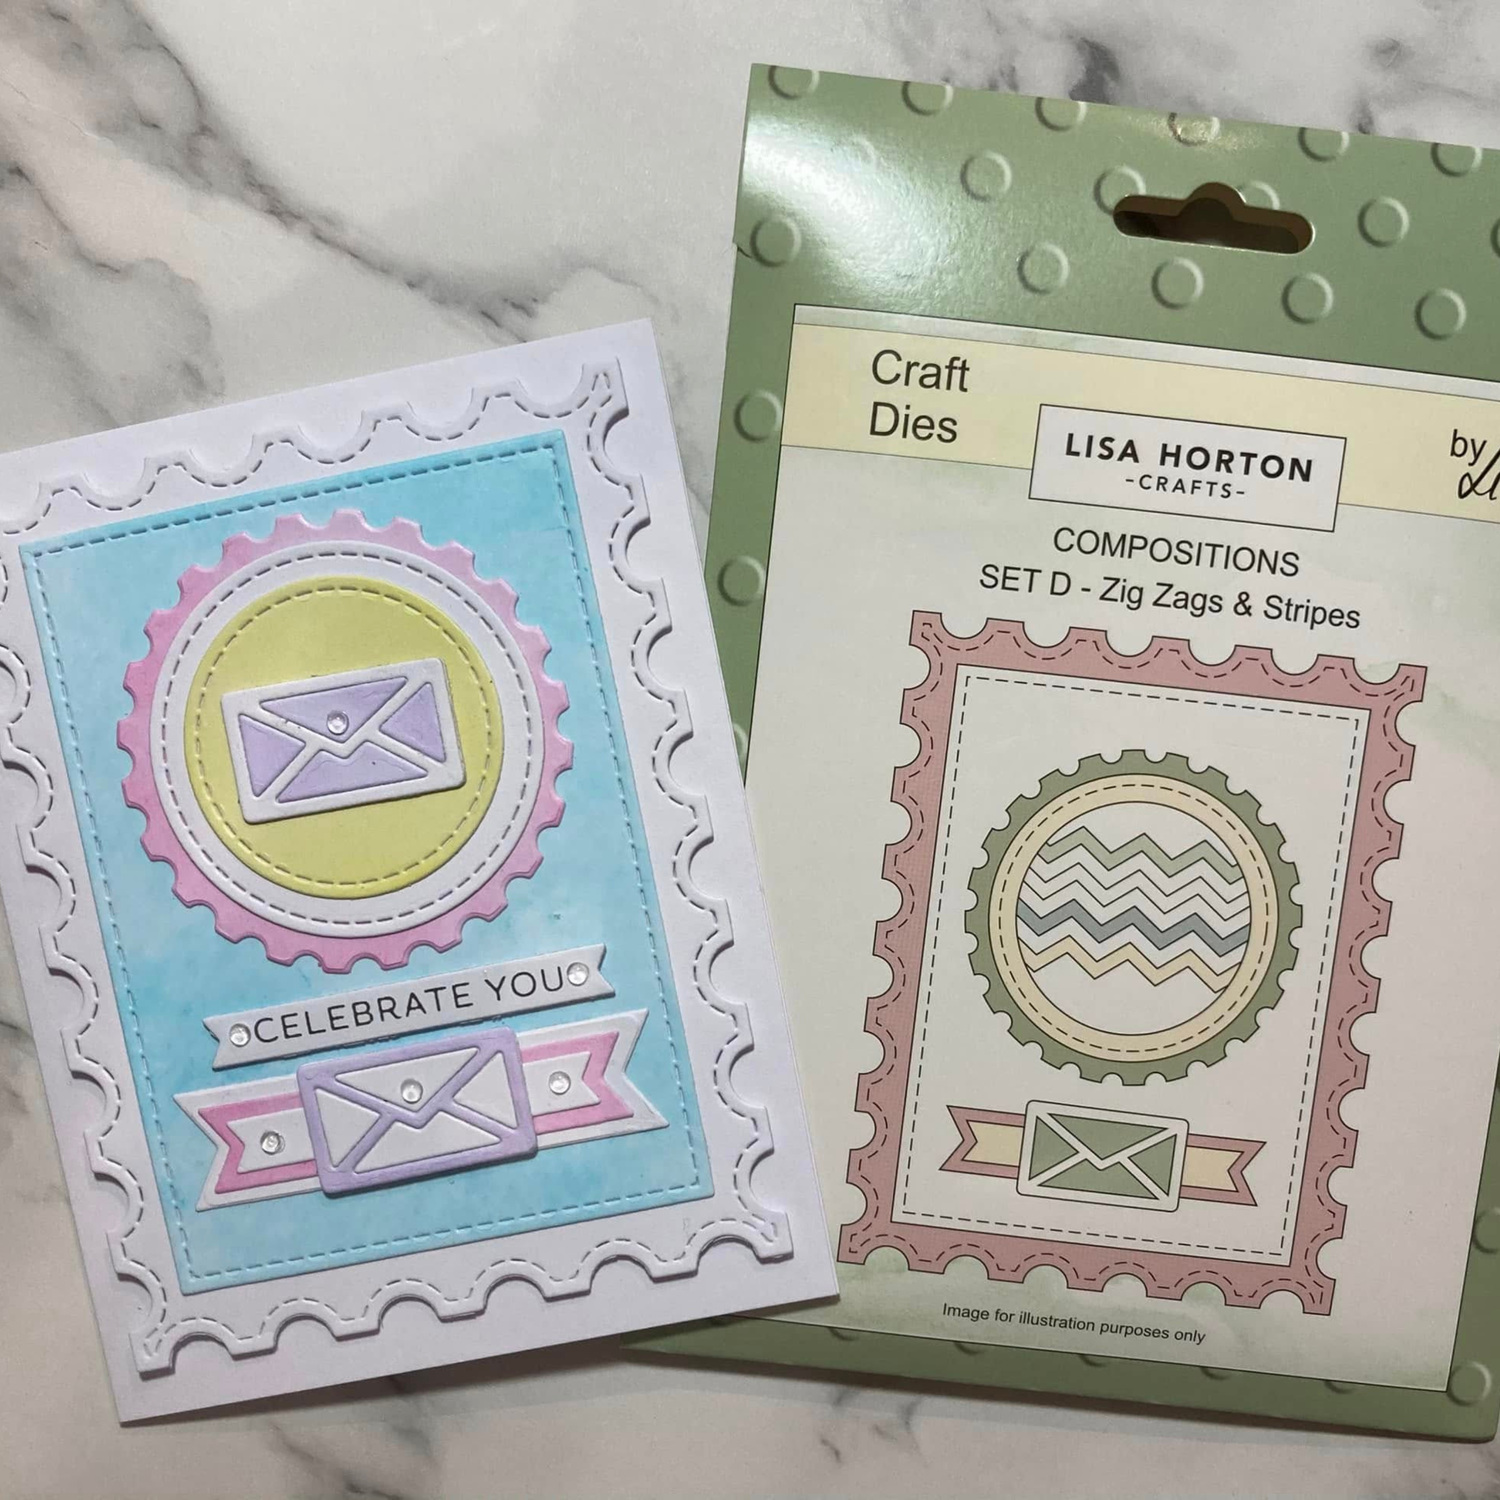 Craft
Dies
LISA HORTON
-CRAFTS-
by
COMPOSITIONS
SET D - Zig Zags & Stripes
Image for illustration purposes only
CELEBRATE YOU